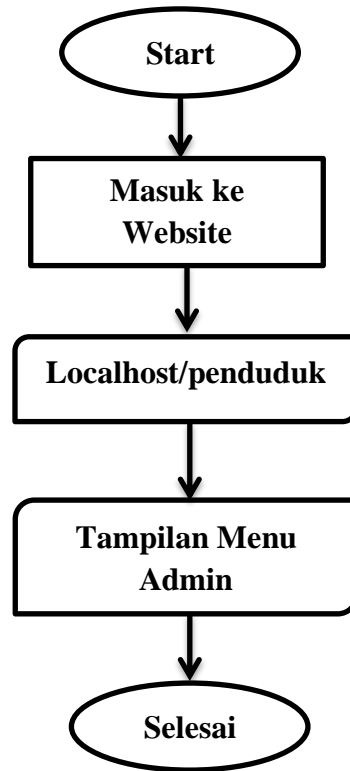 Start
Masuk ke
Website
Localhost/penduduk
Tampilan Menu
Admin
Selesai